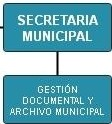 SECRETARIA
MUNICIPAL
GESTIÓN
DOCUMENTAL Y
ARCHIVO MUNICIPAL